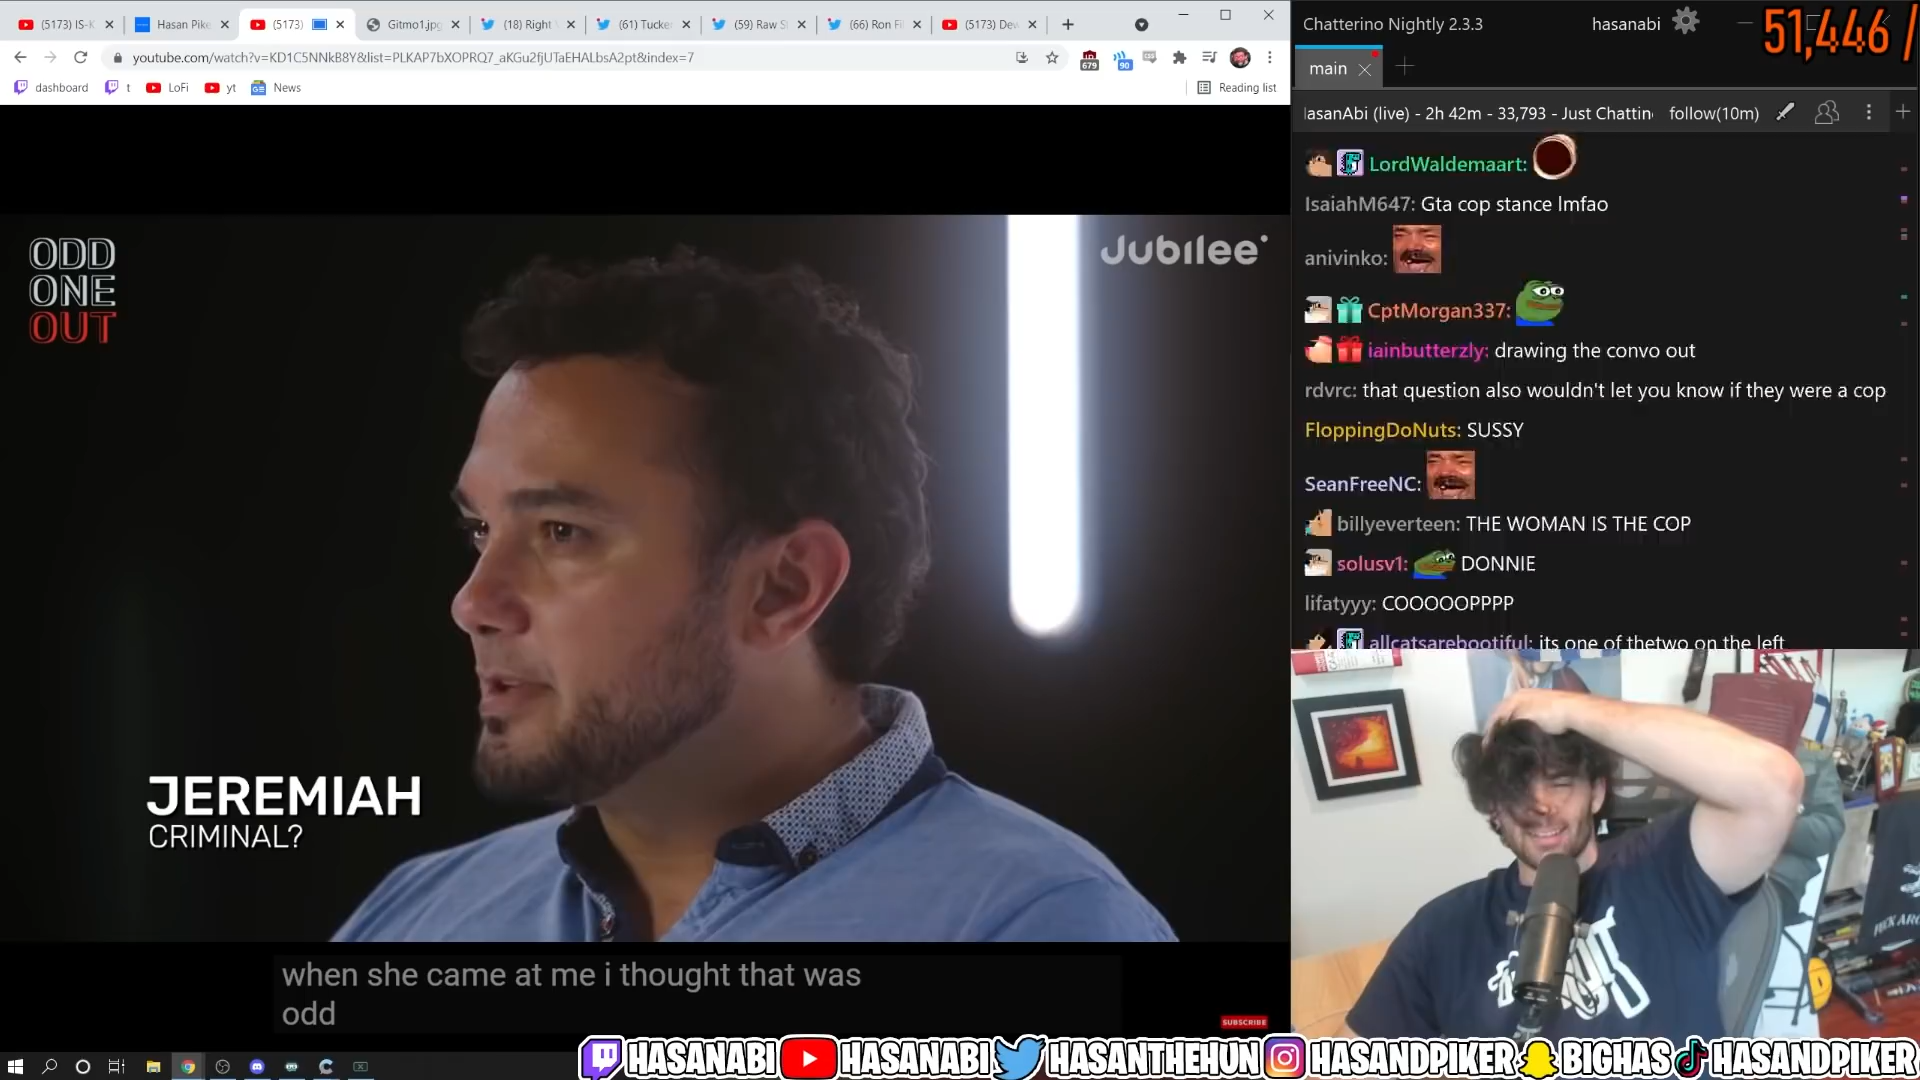 (5173) IS-K
Hasan Pike
(5173)
Gitmo1.jpg
(18) Right
(61) Tucker
(59) Raw S
(66) Ron Fi
(5173) Dev
youtube.com/watch?v=KD1C5NNkB8Y&list=PLKAP7bXOPRQ7_aKGu2fjUTaEHALbsA2pt&index=7
679
90
dashboard
t
LoFi
yt
News
Reading list
ODD
ONE
OUT
Jubilee
JEREMIAH
CRIMINAL?
when she came at me i thought that was
odd
SUBSCRIBE
Chatterino Nightly 2.3.3
hasanabi
51,446 /
main
asanAbi (live) - 2h 42m - 33,793 - Just Chattin
follow(10m)
LordWaldemaart:
IsaiahM647: Gta cop stance lmfao
anivinko:
CptMorgan337:
iainbutterzly: drawing the convo out
rdvrc: that question also wouldn't let you know if they were a cop
FloppingDoNuts: SUSSY
SeanFreeNC:
billyeverteen: THE WOMAN IS THE COP
solusv1: DONNIE
lifatyyy: COOOOOPPPP
allcatsarebootiful: its one of thetwo on the left
HASANABI
HASANABI
HASANTHEHUN
HASANDPIKER
BIGHAS
HASANDPIKER